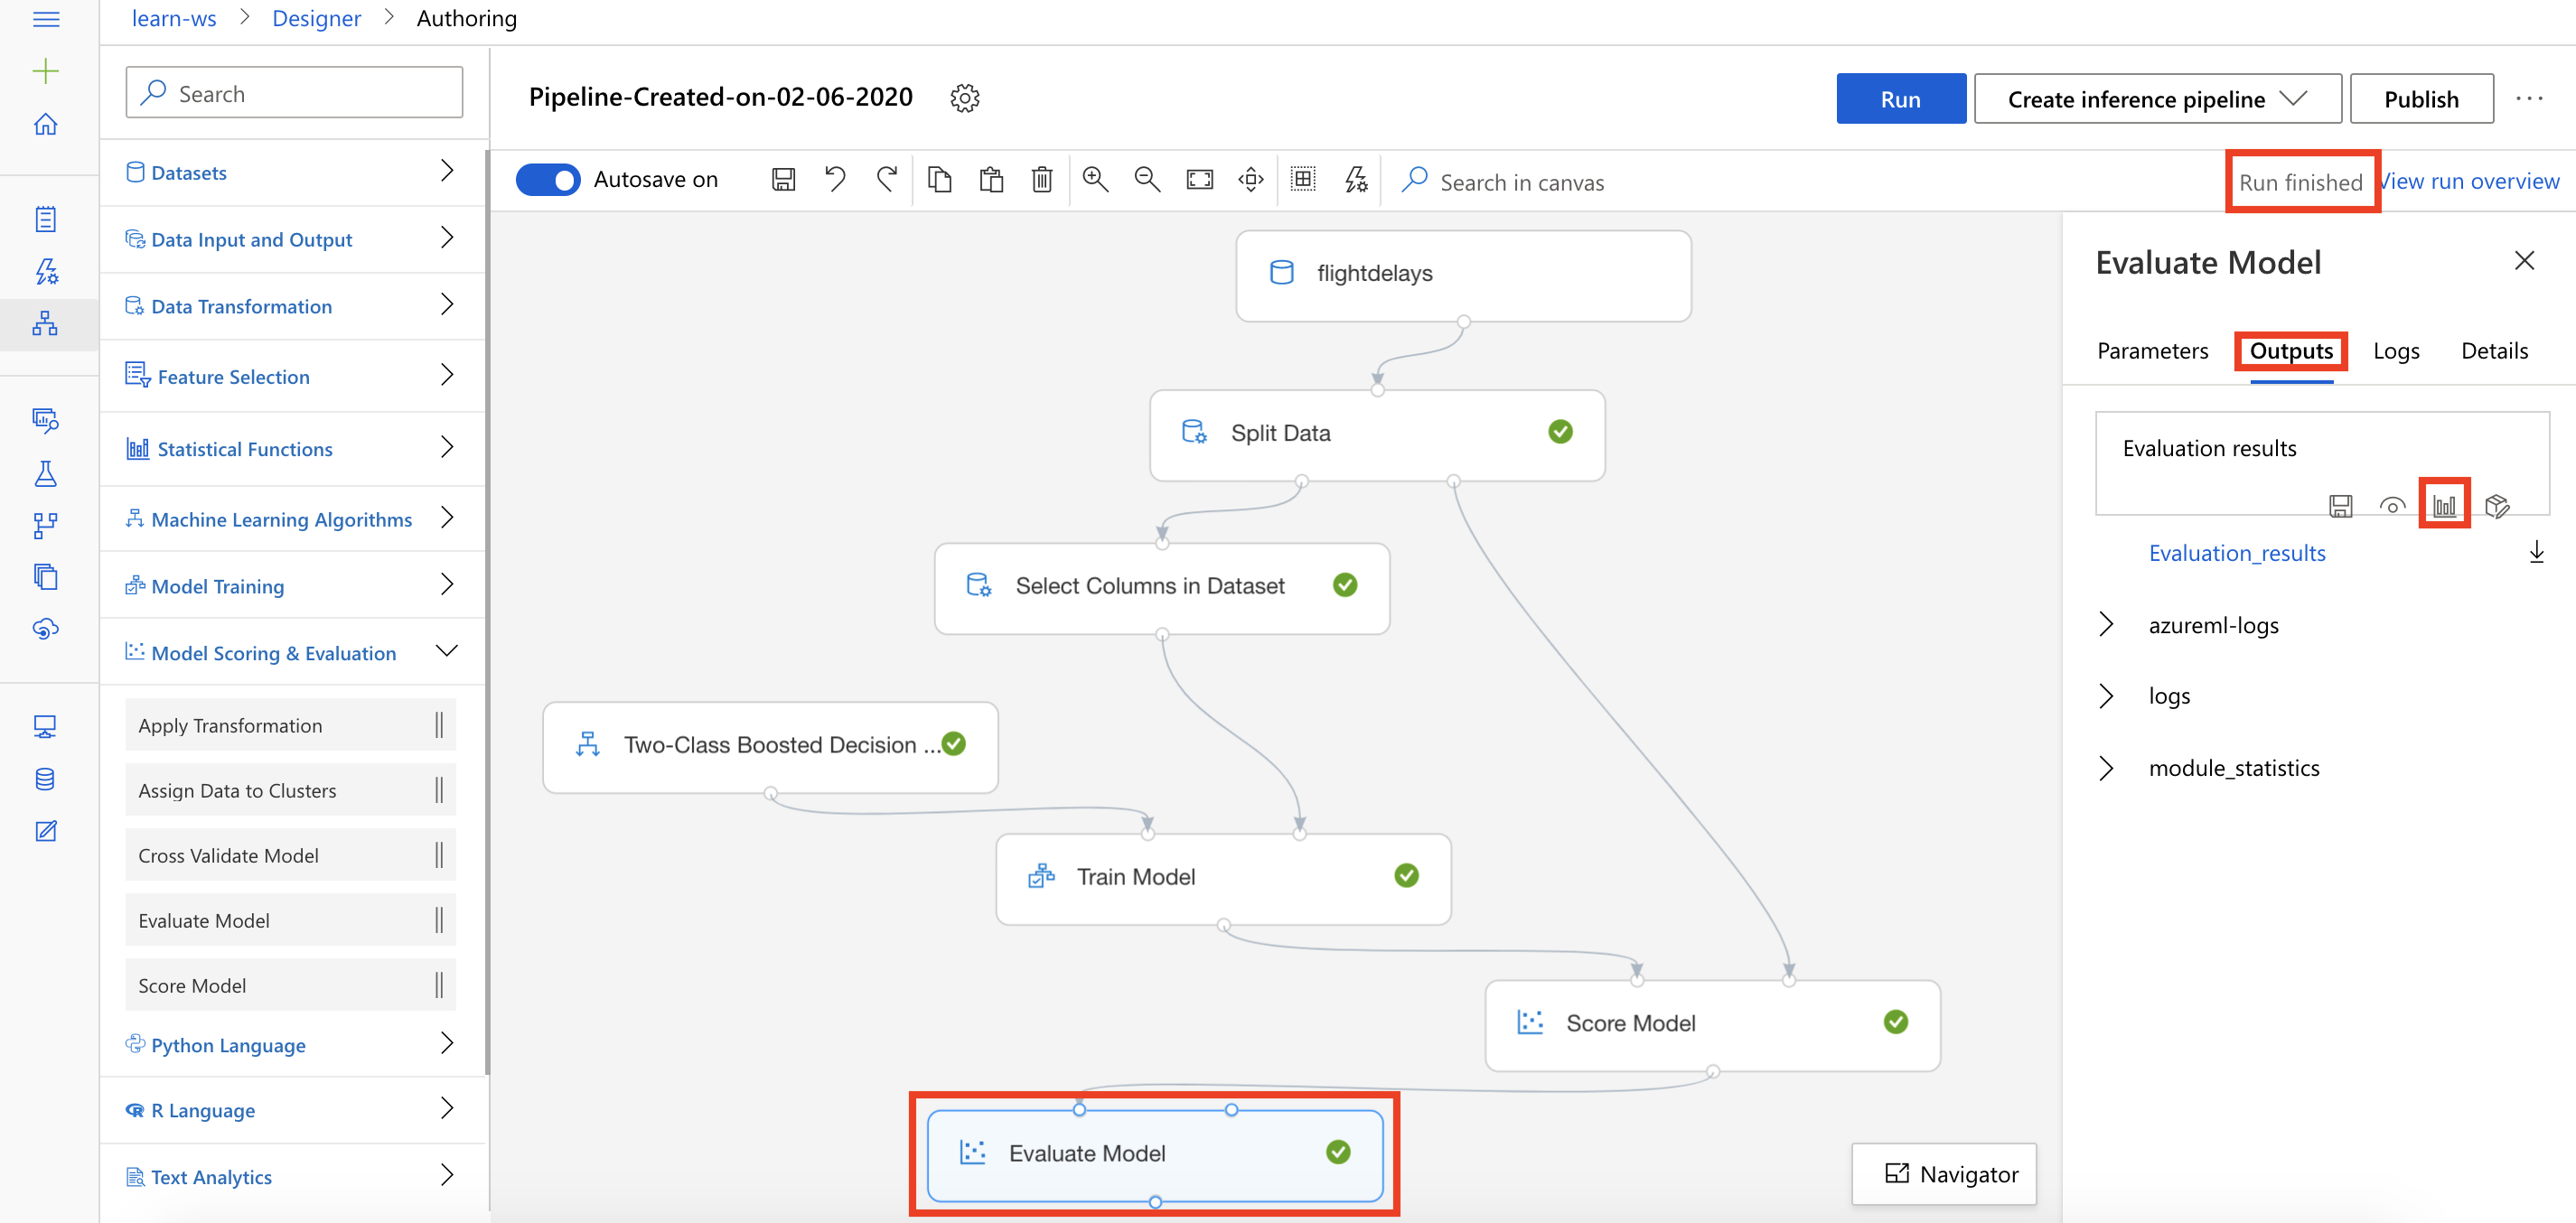 learn-ws > Designer > Authoring
Search
Datasets
Data Input and Output
Data Transformation
Feature Selection
Statistical Functions
Machine Learning Algorithms
Model Training
Model Scoring & Evaluation
Apply Transformation
Assign Data to Clusters
Cross Validate Model
Evaluate Model
Score Model
Python Language
R Language
Text Analytics
Pipeline-Created-on-02-06-2020
Run
Create inference pipeline
Publish
Autosave on
Search in canvas
Run finished
View run overview
flightdelays
Split Data
Select Columns in Dataset
Two-Class Boosted Decision ...
Train Model
Score Model
Evaluate Model
Navigator
Evaluate Model
Parameters
Outputs
Logs
Details
Evaluation results
Evaluation_results
azureml-logs
logs
module_statistics